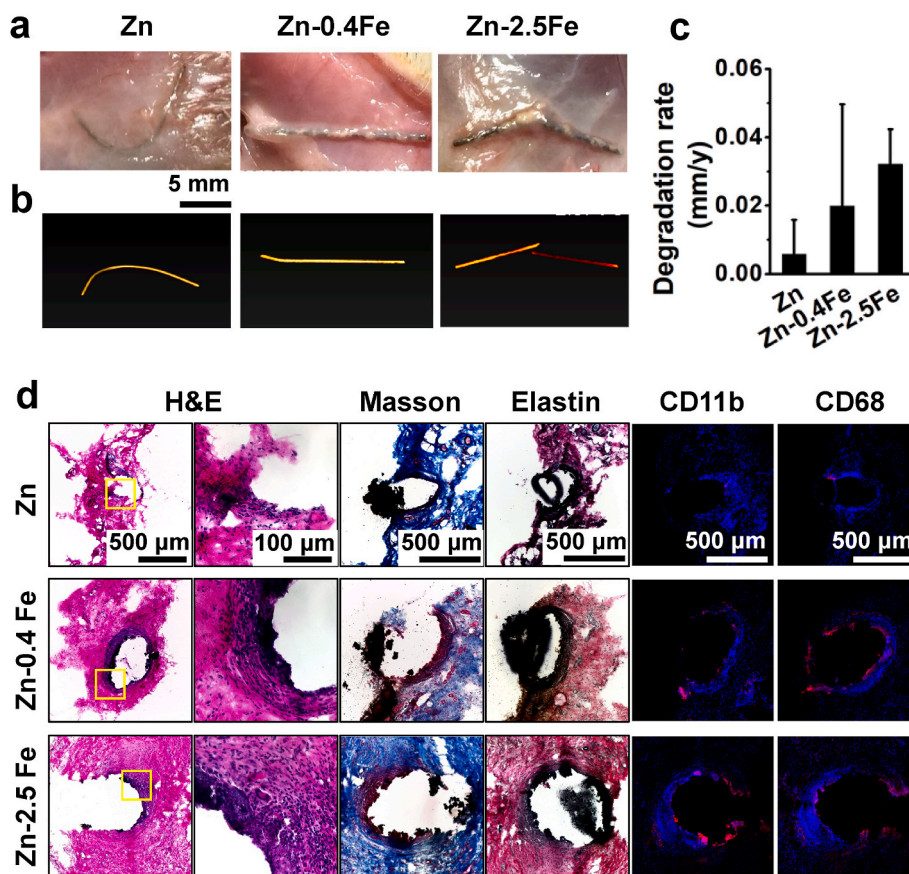 a
Zn
Zn-0.4Fe
Zn-2.5Fe
5 mm
b
c
Degradation rate
(mm/y)
0.06
0.04
0.02
0.00
Zn
Zn-0.4Fe
Zn-2.5Fe
d
H&E
Masson
Elastin
CD11b
CD68
Zn
500 µm
100 µm
500 µm
500 µm
500 µm
500 µm
Zn-0.4 Fe
Zn-2.5 Fe